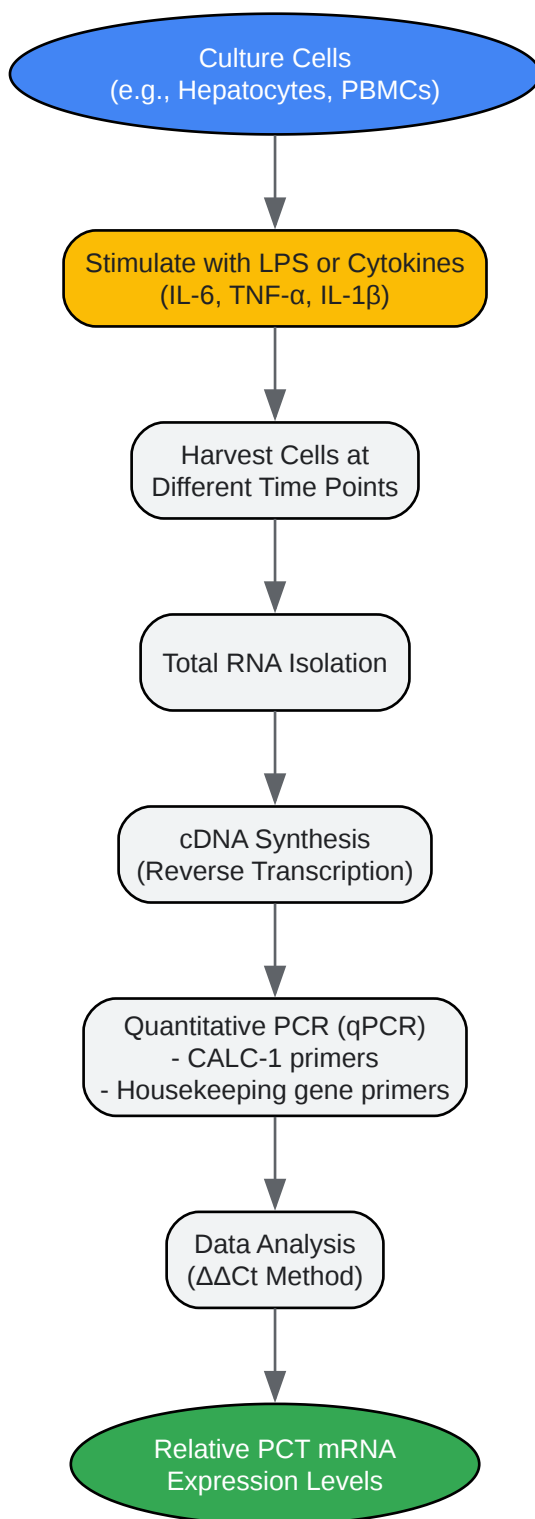 Culture Cells
(e.g., Hepatocytes, PBMCs)
Stimulate with LPS or Cytokines
(IL-6, TNF-α, IL-1β)
Harvest Cells at
Different Time Points
Total RNA Isolation
cDNA Synthesis
(Reverse Transcription)
Quantitative PCR (qPCR)
- CALC-1 primers
- Housekeeping gene primers
Data Analysis
(ΔΔCt Method)
Relative PCT mRNA
Expression Levels